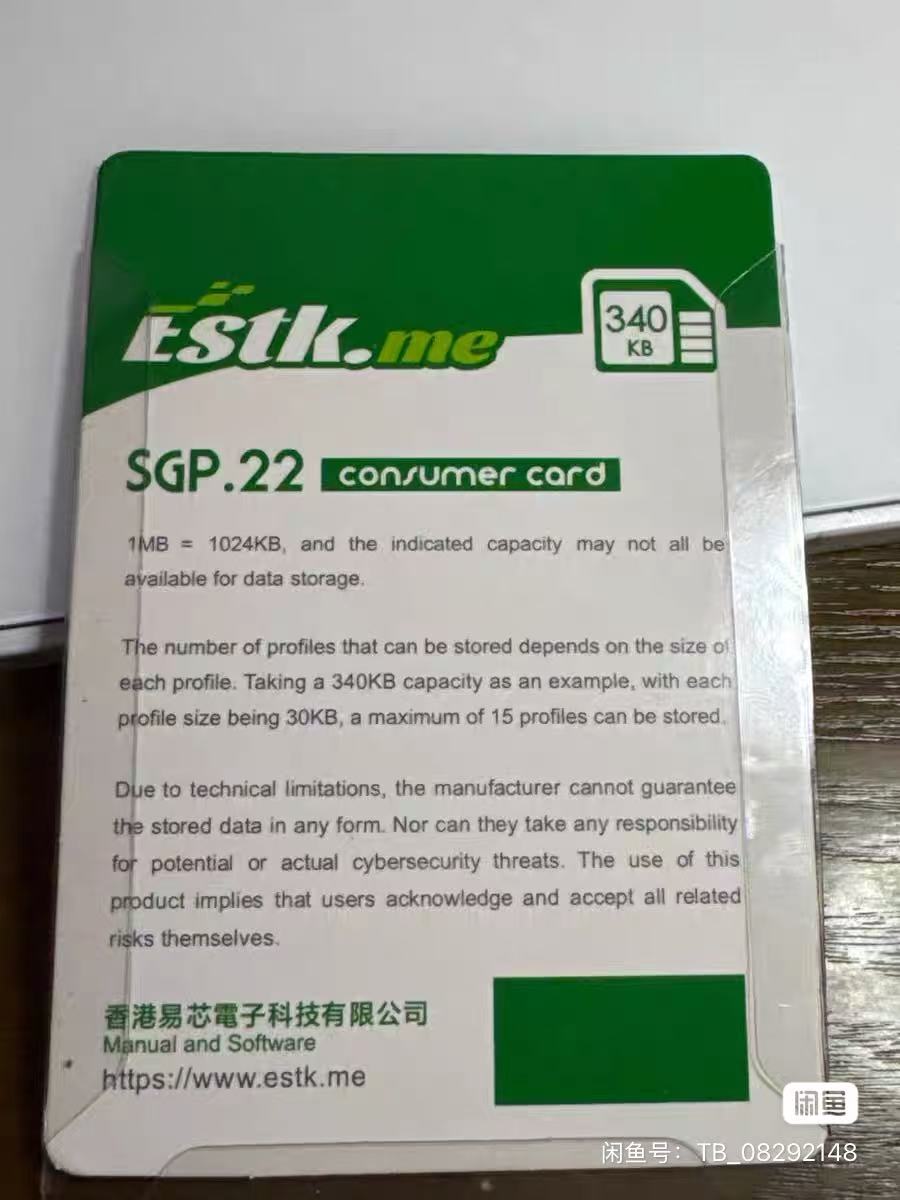 Estk.me
340
KB
SGP.22 consumer card
1MB = 1024KB, and the indicated capacity may not all be
available for data storage.
The number of profiles that can be stored depends on the size of
each profile. Taking a 340KB capacity as an example, with each
profile size being 30KB, a maximum of 15 profiles can be stored.
Due to technical limitations, the manufacturer cannot guarantee
the stored data in any form. Nor can they take any responsibility
for potential or actual cybersecurity threats. The use of this
product implies that users acknowledge and accept all related
risks themselves.
香港易芯電子科技有限公司
Manual and Software
https://www.estk.me
闲鱼
闲鱼号：TB_08292148